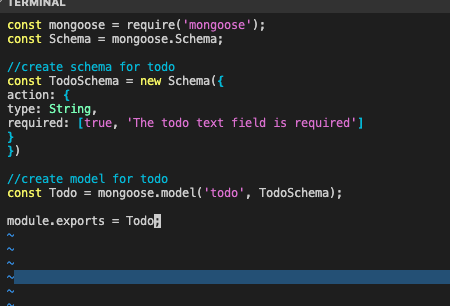 TERMINAL
const mongoose = require('mongoose');
const Schema = mongoose.Schema;

//create schema for todo
const TodoSchema = new Schema({
action: {
type: String,
required: [true, 'The todo text field is required']
}
})

//create model for todo
const Todo = mongoose.model('todo', TodoSchema);

module.exports = Todo;
~
~
~
~
~